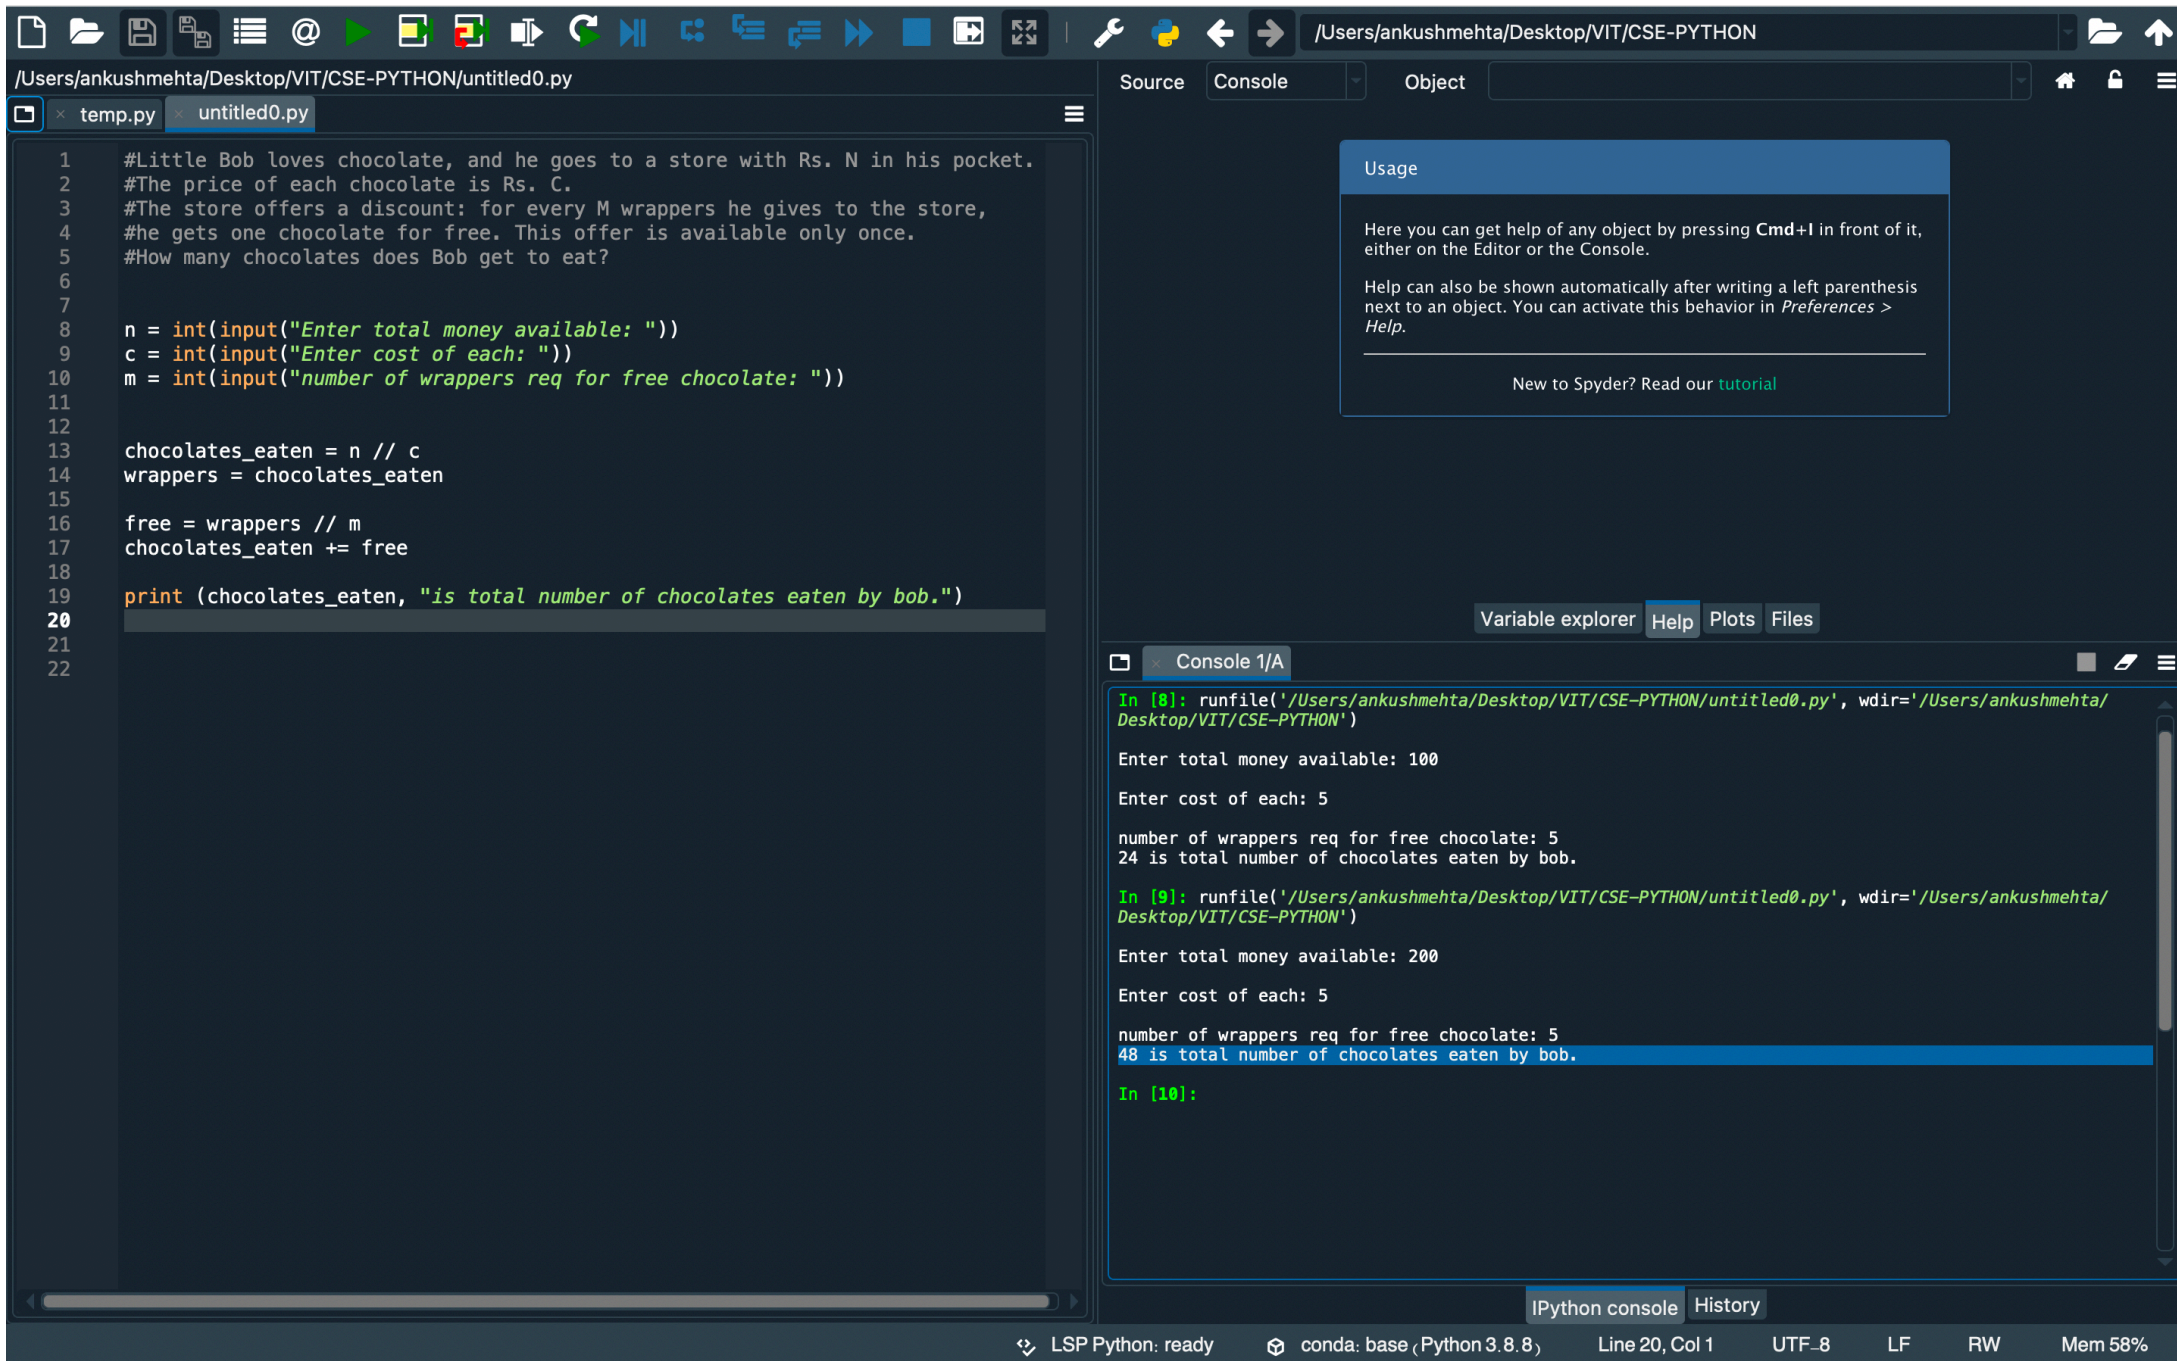 /Users/ankushmehta/Desktop/VIT/CSE-PYTHON
/Users/ankushmehta/Desktop/VIT/CSE-PYTHON/untitled0.py
temp.py
untitled0.py
1 #Little Bob loves chocolate, and he goes to a store with Rs. N in his pocket.
2 #The price of each chocolate is Rs. C.
3 #The store offers a discount: for every M wrappers he gives to the store,
4 #he gets one chocolate for free. This offer is available only once.
5 #How many chocolates does Bob get to eat?
6
7
8 n = int(input("Enter total money available: "))
9 c = int(input("Enter cost of each: "))
10 m = int(input("number of wrappers req for free chocolate: "))
11
12
13 chocolates_eaten = n // c
14 wrappers = chocolates_eaten
15
16 free = wrappers // m
17 chocolates_eaten += free
18
19 print (chocolates_eaten, "is total number of chocolates eaten by bob.")
20
21
22
Source Console Object
Usage
Here you can get help of any object by pressing Cmd+I in front of it,
either on the Editor or the Console.
Help can also be shown automatically after writing a left parenthesis
next to an object. You can activate this behavior in Preferences >
Help.
New to Spyder? Read our tutorial
Variable explorer Help Plots Files
Console 1/A
In [8]: runfile('/Users/ankushmehta/Desktop/VIT/CSE-PYTHON/untitled0.py', wdir='/Users/ankushmehta/
Desktop/VIT/CSE-PYTHON')
Enter total money available: 100
Enter cost of each: 5
number of wrappers req for free chocolate: 5
24 is total number of chocolates eaten by bob.
In [9]: runfile('/Users/ankushmehta/Desktop/VIT/CSE-PYTHON/untitled0.py', wdir='/Users/ankushmehta/
Desktop/VIT/CSE-PYTHON')
Enter total money available: 200
Enter cost of each: 5
number of wrappers req for free chocolate: 5
48 is total number of chocolates eaten by bob.
In [10]:
IPython console History
LSP Python: ready conda: base (Python 3.8.8) Line 20, Col 1 UTF-8 LF RW Mem 58%